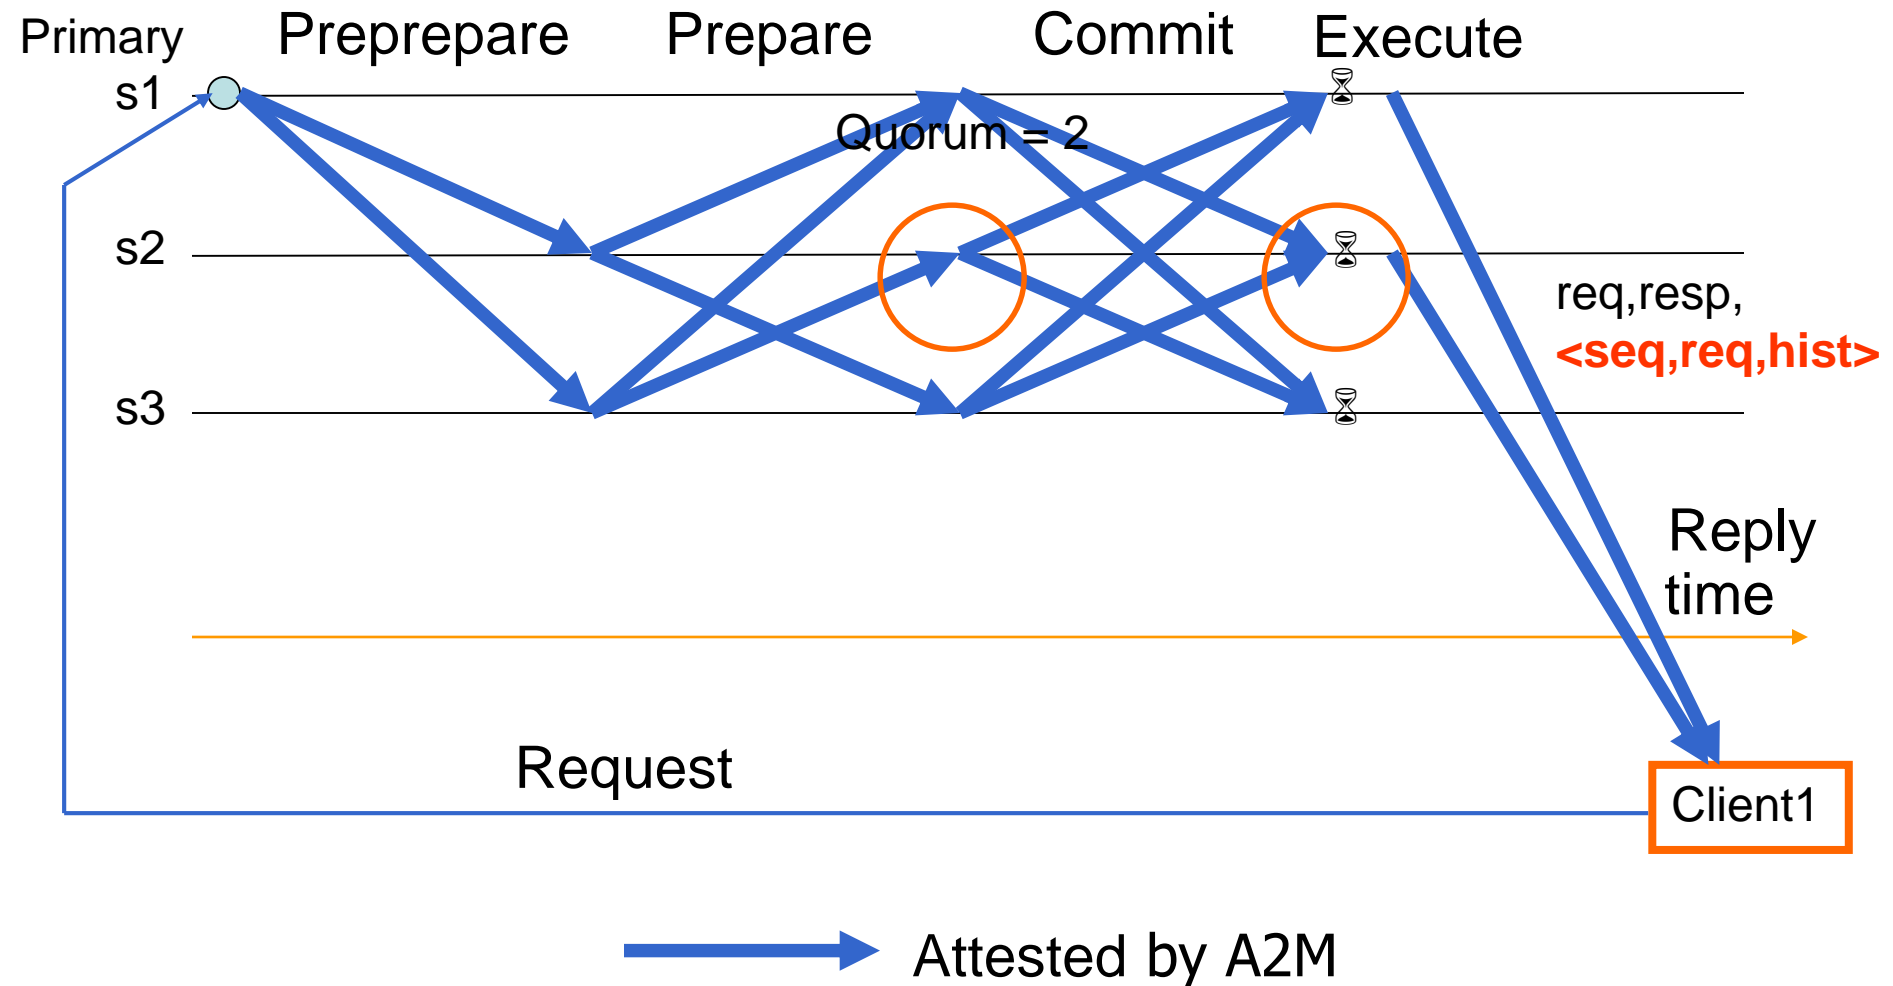 Primary
Preprepare
Prepare
Commit
Execute
s1
Quorum = 2
s2
req,resp,
<seq,req,hist>
s3
Reply
time
Request
Client1
Attested by A2M